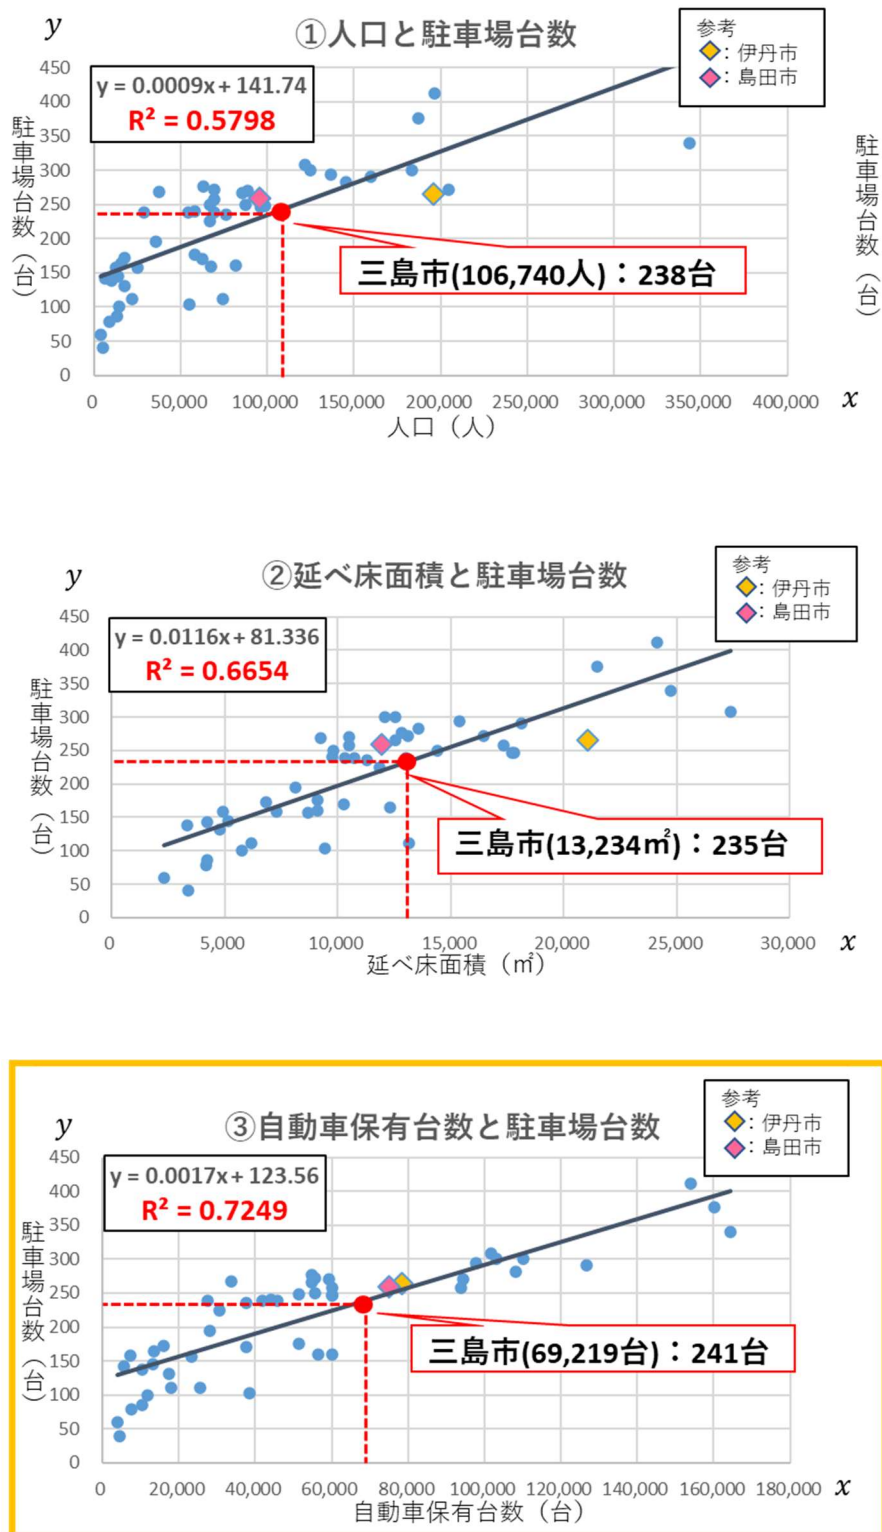 y
①人口と駐車場台数
参考
◆:伊丹市
◆:島田市
y = 0.0009x + 141.74
R² = 0.5798
駐車場台数（台）
450
400
350
300
250
200
150
100
50
0
三島市(106,740人)：238台
0 50,000 100,000 150,000 200,000 250,000 300,000 350,000 400,000 x
人口（人）
駐車場台数（台）
y
②延べ床面積と駐車場台数
参考
◆:伊丹市
◆:島田市
y = 0.0116x + 81.336
R² = 0.6654
駐車場台数（台）
450
400
350
300
250
200
150
100
50
0
三島市(13,234㎡)：235台
0 5,000 10,000 15,000 20,000 25,000 30,000 x
延べ床面積（㎡）
y
③自動車保有台数と駐車場台数
参考
◆:伊丹市
◆:島田市
y = 0.0017x + 123.56
R² = 0.7249
駐車場台数（台）
450
400
350
300
250
200
150
100
50
0
三島市(69,219台)：241台
0 20,000 40,000 60,000 80,000 100,000 120,000 140,000 160,000 180,000 x
自動車保有台数（台）